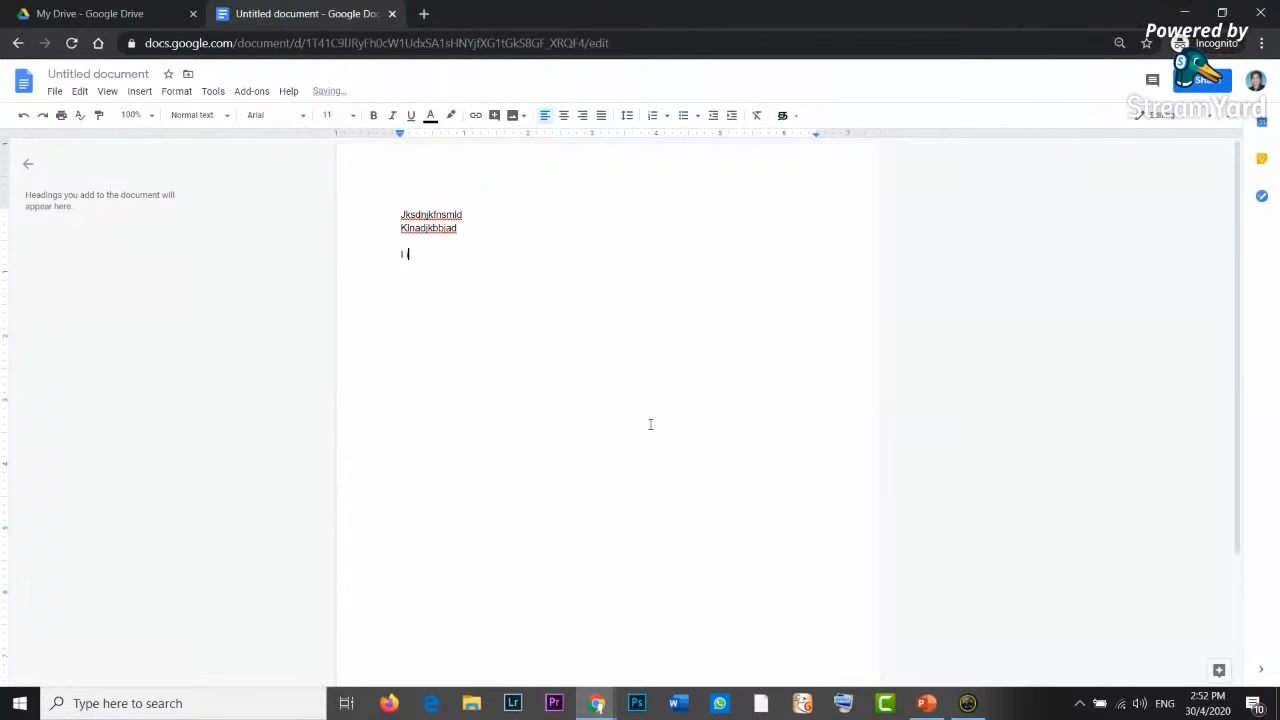 My Drive - Google Drive
Untitled document - Google Doc
docs.google.com/document/d/1T41C9lJRyFh0cW1UdxSA1sHNYjfXG1tGkS8GF_XRQF4/edit
Incognito
Powered by
StreamYard
Untitled document
File Edit View Insert Format Tools Add-ons Help Saving...
100% Normal text Arial 11
Headings you add to the document will
appear here.
Jksdnjkfnsmld
Klnadjkbbjad
I
Type here to search
ENG
2:52 PM
30/4/2020
10